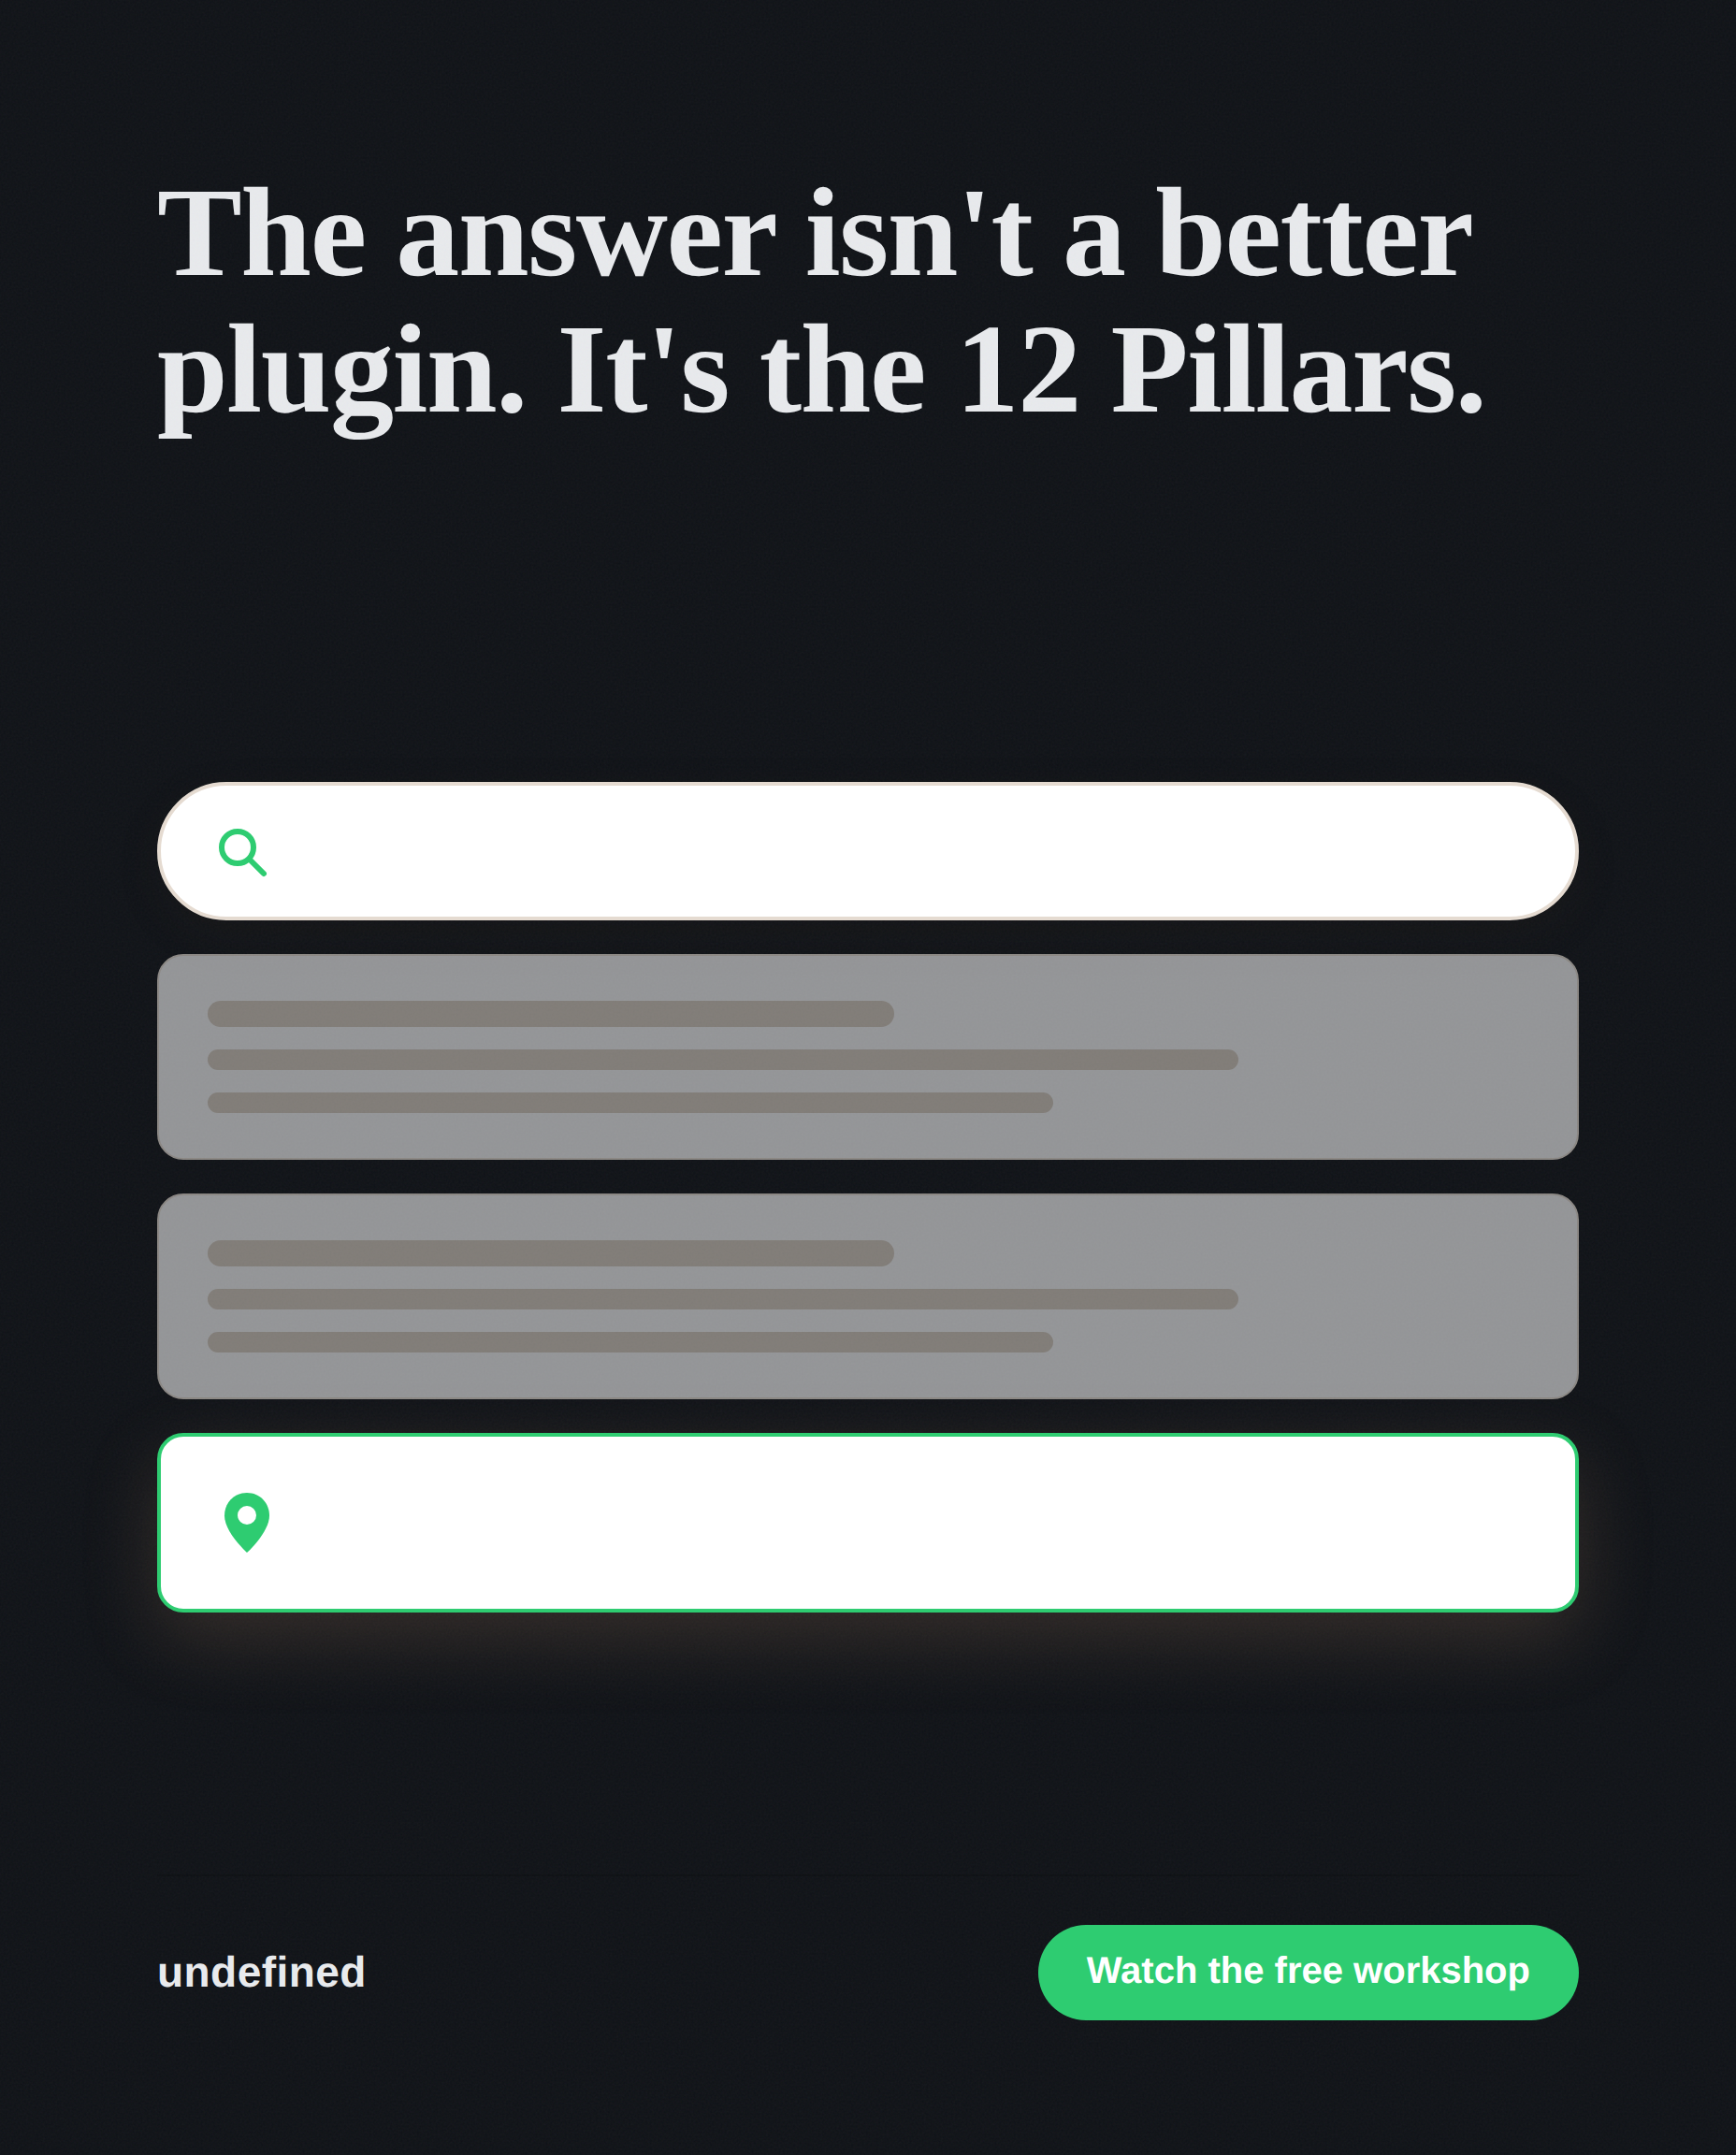 The answer isn't a better
plugin. It's the 12 Pillars.
undefined
Watch the free workshop